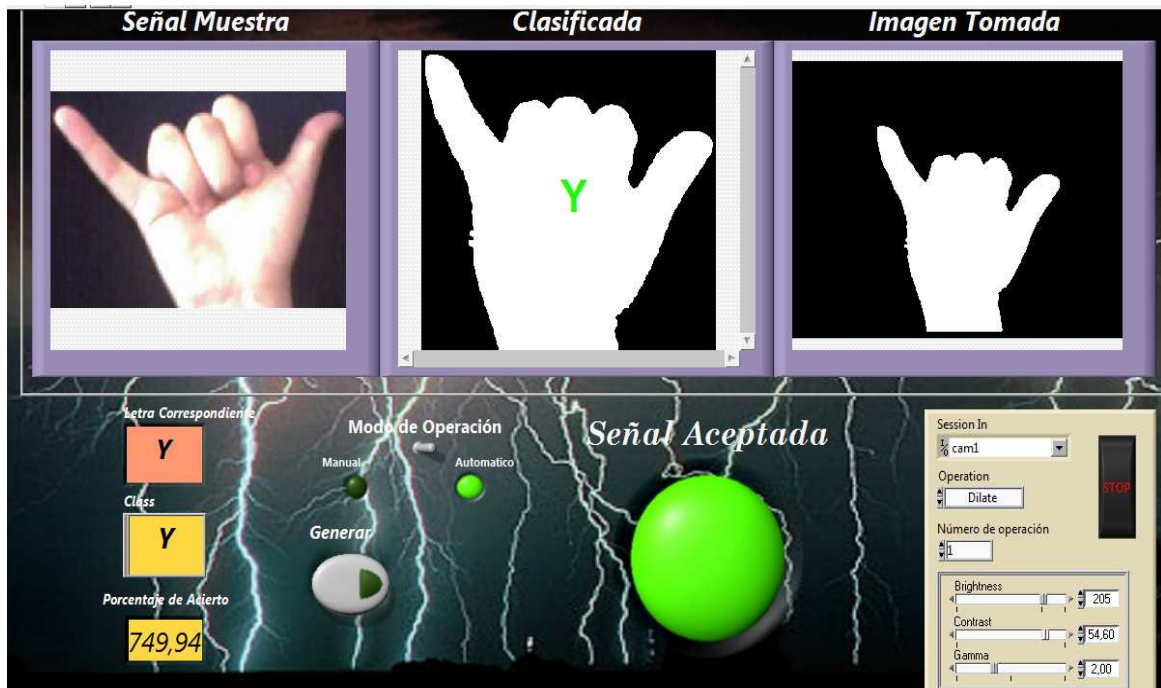 Señal Muestra
Clasificada
Imagen Tomada
Y
Letra Correspondiente
Y
Class
Y
Porcentaje de Acierto
749,94
Modo de Operación
Manual
Automatico
Generar
Señal Aceptada
Session In
cam1
STOP
Operation
Dilate
Número de operación
1
Brightness
205
Contrast
54,60
Gamma
2,00